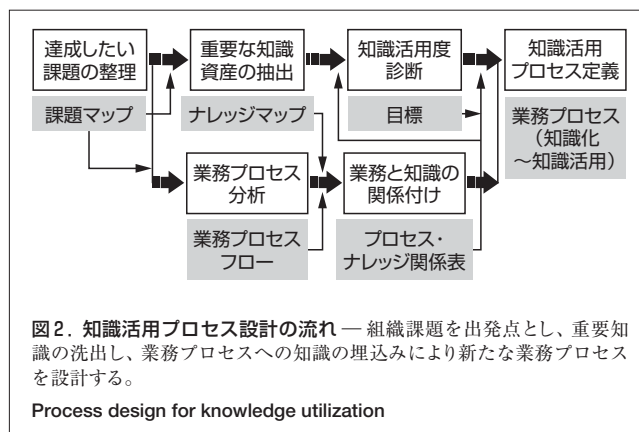 達成したい
課題の整理
重要な知識
資産の抽出
知識活用度
診断
知識活用
プロセス定義
課題マップ
ナレッジマップ
目標
業務プロセス
(知識化
～知識活用)
業務プロセス
分析
業務と知識の
関係付け
業務プロセス
フロー
プロセス・
ナレッジ関係表
図2．知識活用プロセス設計の流れ — 組織課題を出発点とし、重要知
識の洗出し、業務プロセスへの知識の埋込みにより新たな業務プロセス
を設計する。
Process design for knowledge utilization